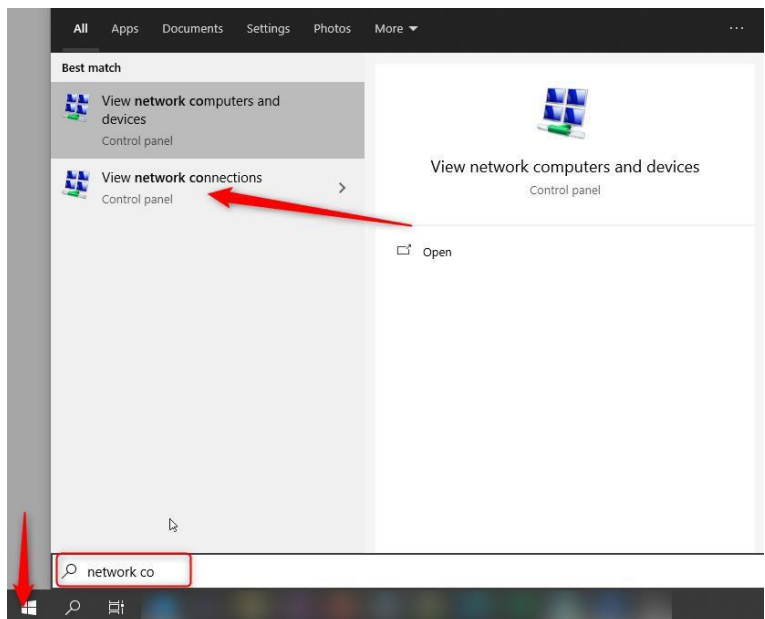 All Apps Documents Settings Photos More
Best match
View network computers and
devices
Control panel
View network connections
Control panel
View network computers and devices
Control panel
Open
network co